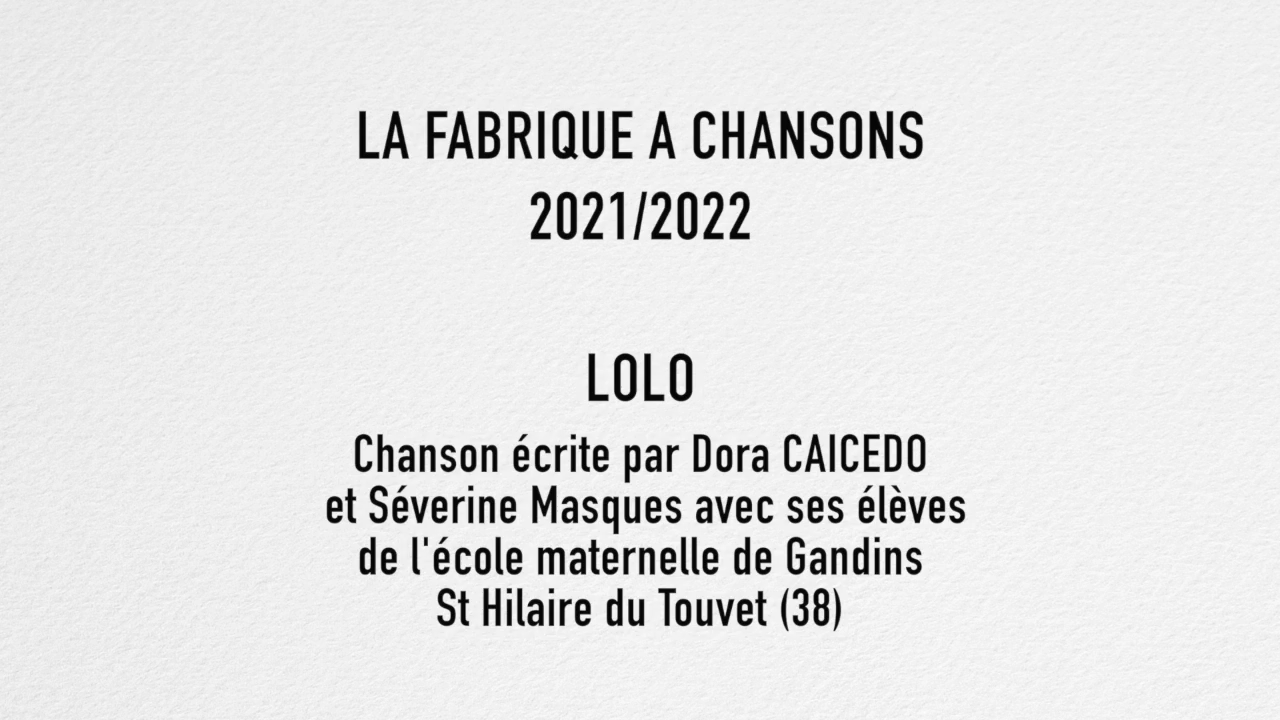 LA FABRIQUE A CHANSONS
2021/2022
LOLO
Chanson écrite par Dora CAICEDO
et Séverine Masques avec ses élèves
de l'école maternelle de Gandins
St Hilaire du Touvet (38)